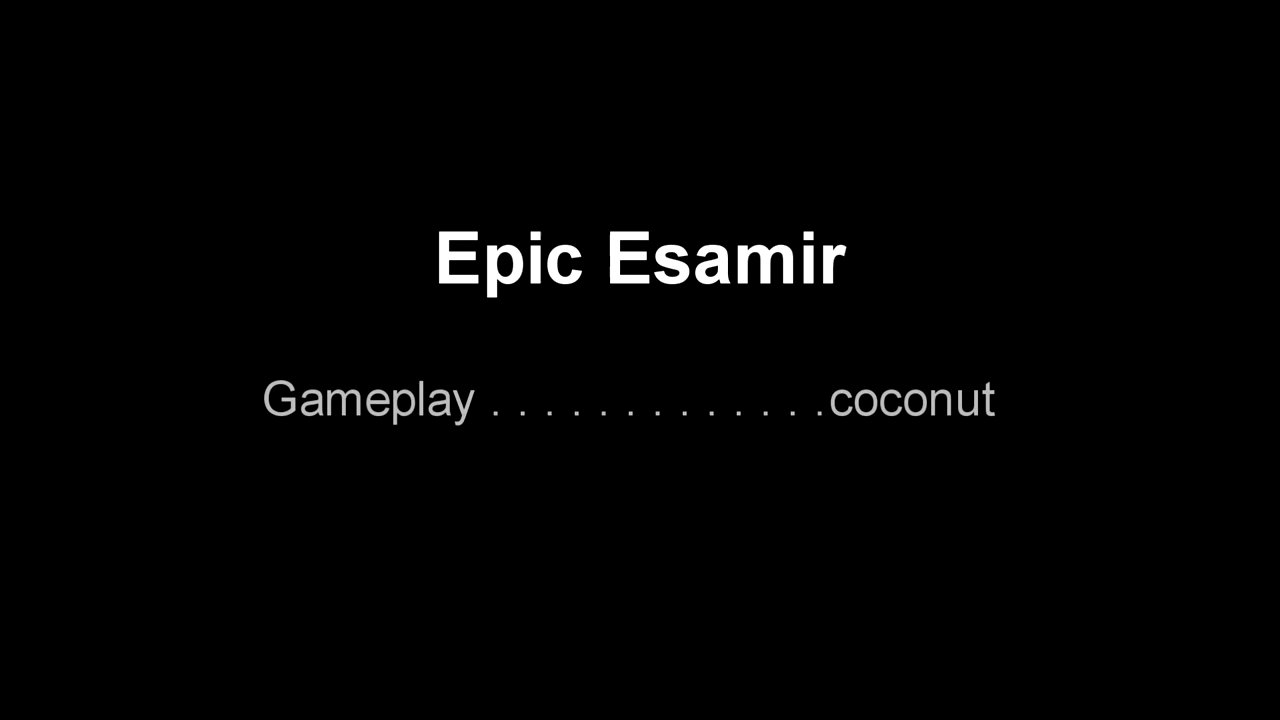 Epic Esamir
Gameplay . . . . . . . . . . . . .coconut